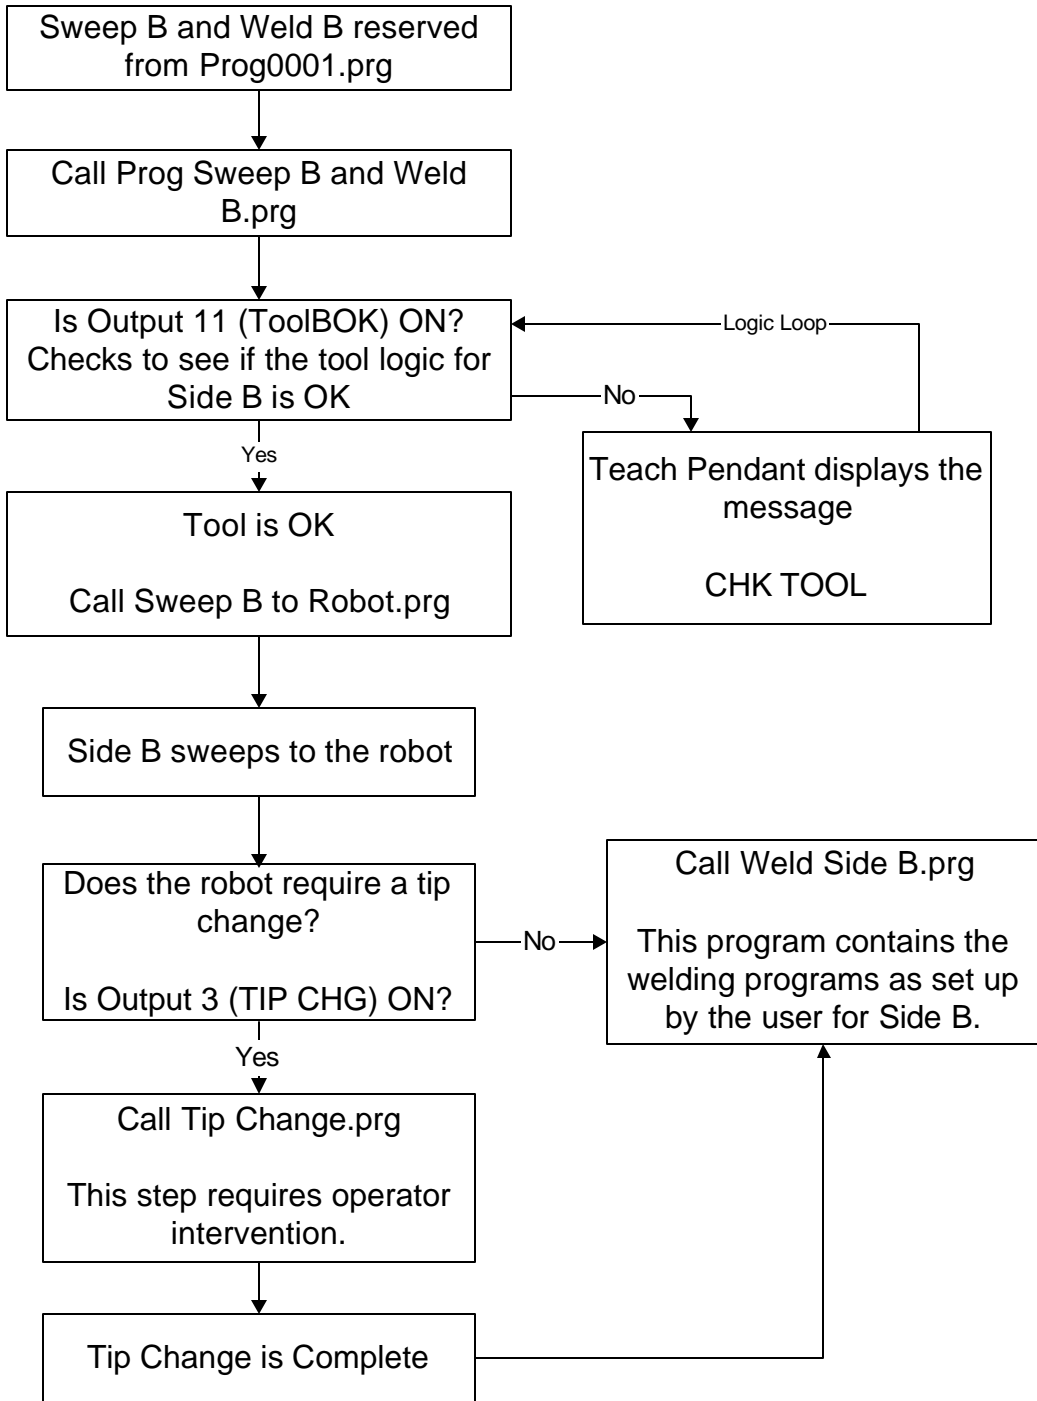 Sweep B and Weld B reserved
from Prog0001.prg
Call Prog Sweep B and Weld
B.prg
Is Output 11 (ToolBOK) ON?
Checks to see if the tool logic for
Side B is OK
Logic Loop
No
Teach Pendant displays the
message
CHK TOOL
Yes
Tool is OK
Call Sweep B to Robot.prg
Side B sweeps to the robot
Does the robot require a tip
change?
Is Output 3 (TIP CHG) ON?
No
Call Weld Side B.prg
This program contains the
welding programs as set up
by the user for Side B.
Yes
Call Tip Change.prg
This step requires operator
intervention.
Tip Change is Complete